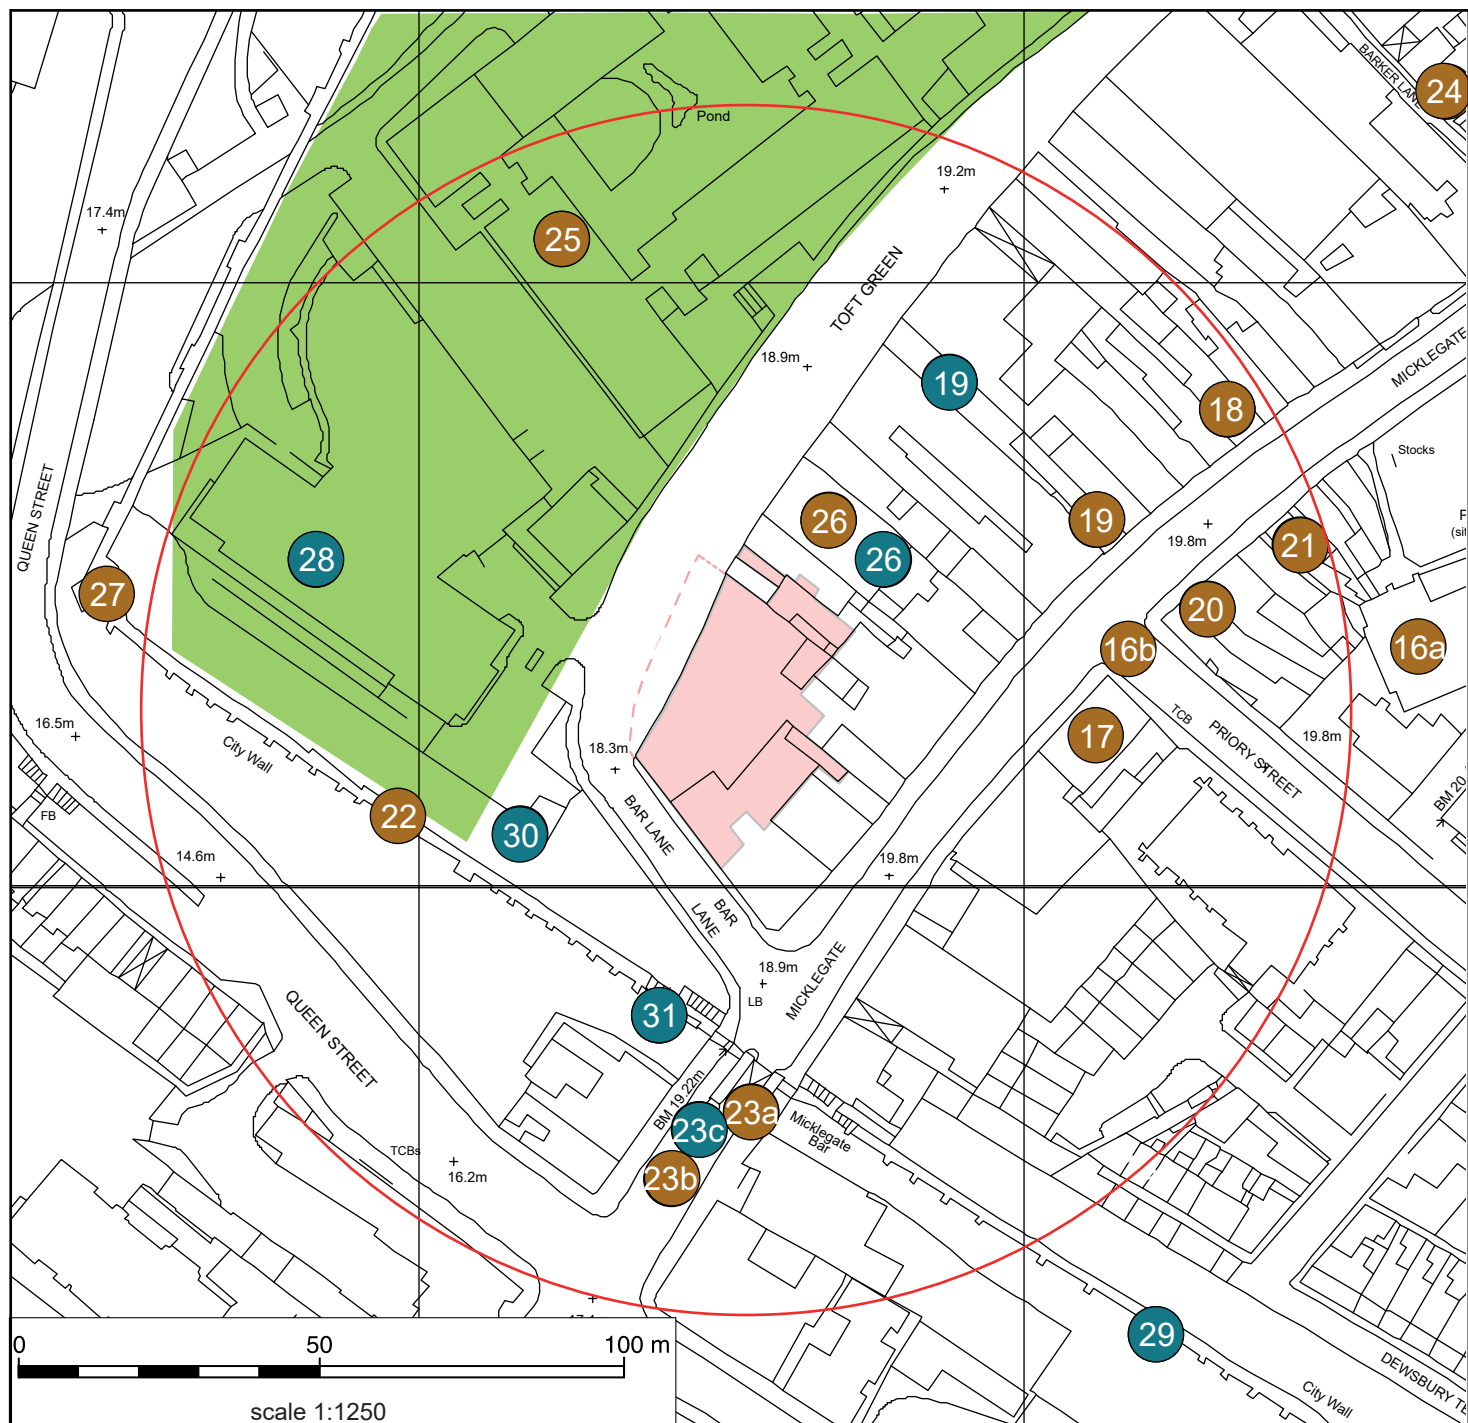 BARKER LANE
24
Pond
19.2m
17.4m
25
TOFT GREEN
18.9m
19
MICKLEGATE
18
Stocks
QUEEN STREET
26
19
19.8m
21
26
28
27
20
16b
16a
TCB
PRIORY STREET
17
19.8m
16.5m
City Wall
18.3m
BM 20
FB
22
30
BAR LANE
14.6m
19.8m
BAR
LANE
MICKLEGATE
18.9m
LB
31
QUEEN STREET
BM 19.22m
23a
23c
Micklegate
Bar
TCBs
16.2m
23b
29
DEWSBURY TE
City Wall
0 50 100 m
scale 1:1250